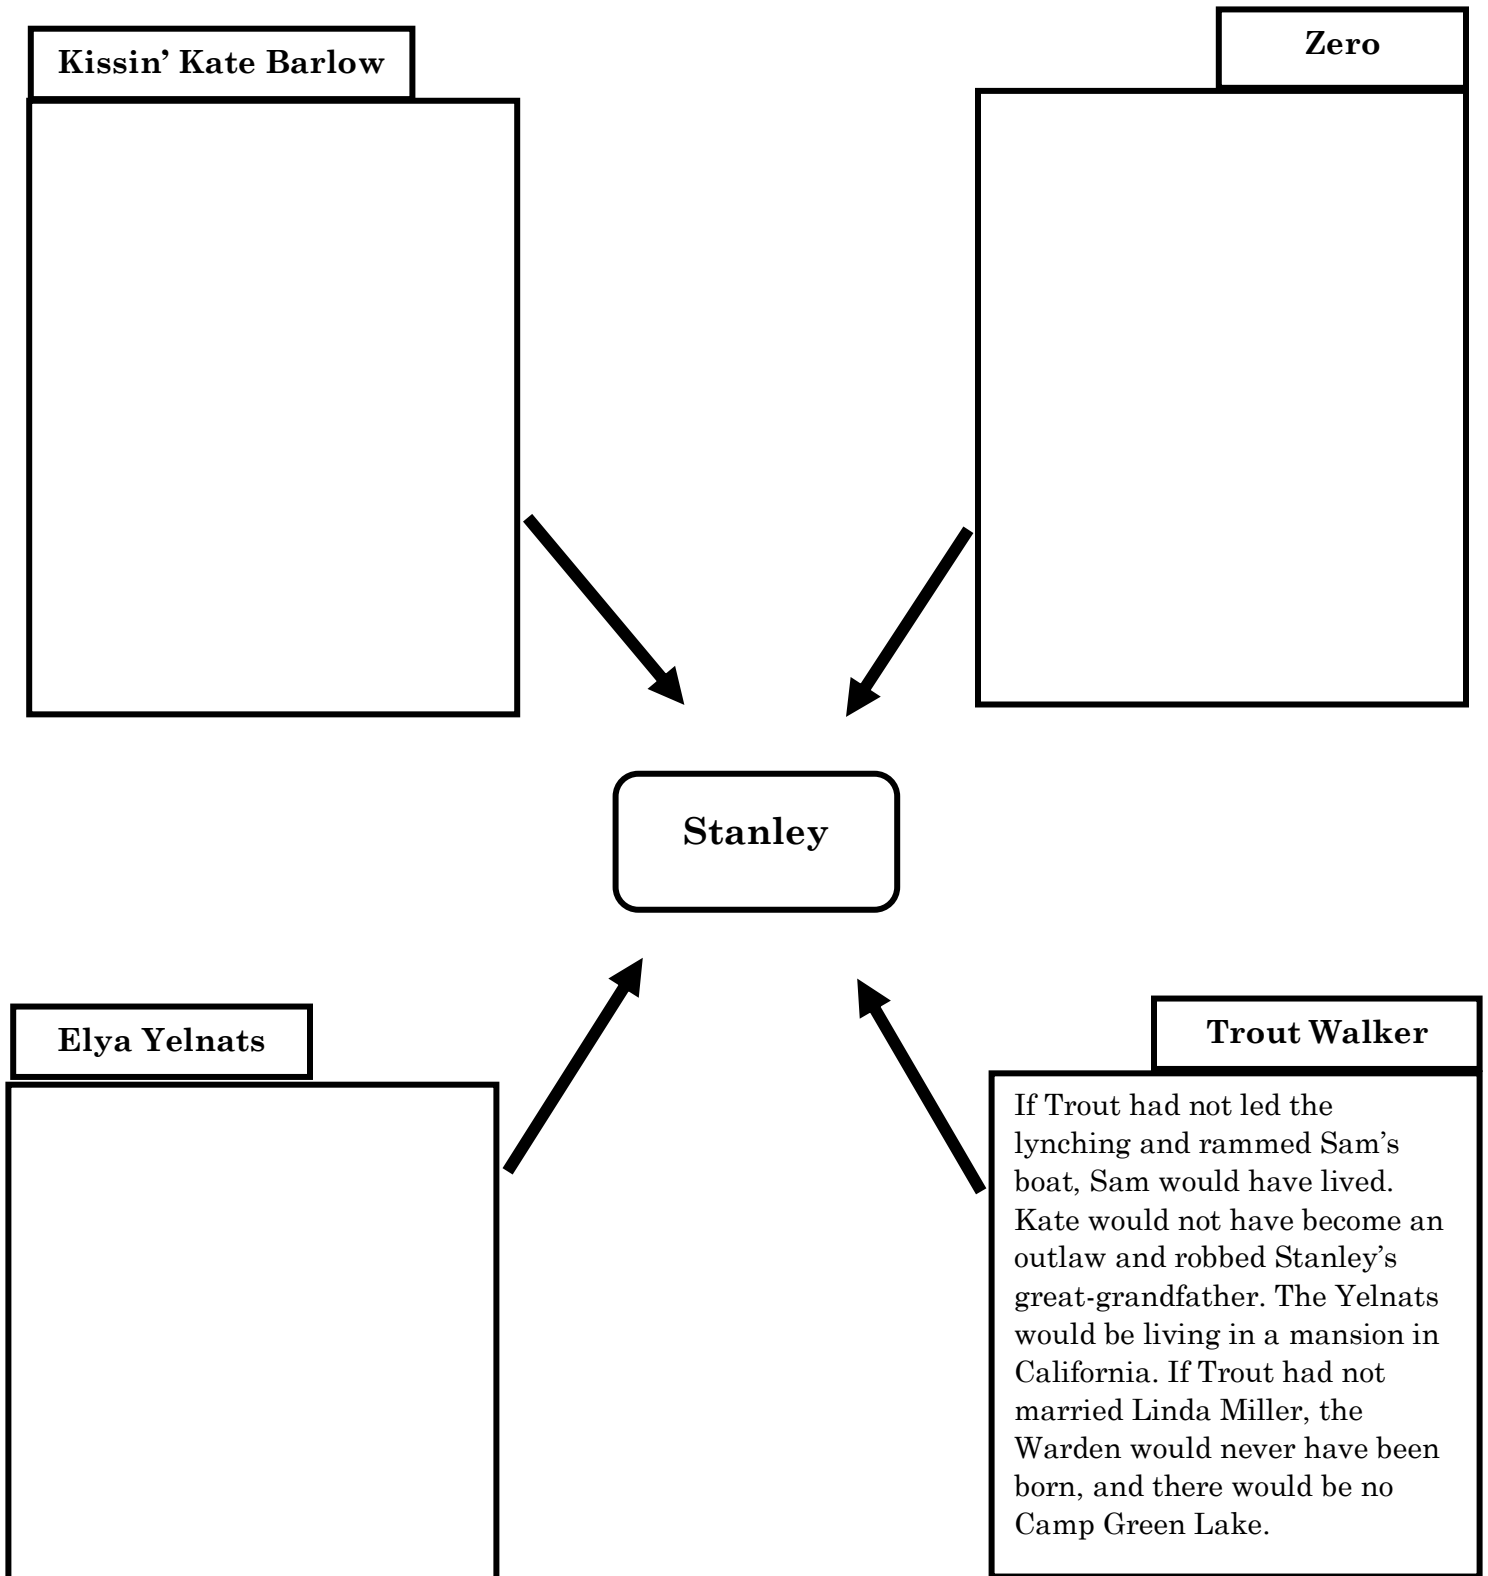 Kissin’ Kate Barlow
Zero
Stanley
Elya Yelnats
Trout Walker
If Trout had not led the
lynching and rammed Sam’s
boat, Sam would have lived.
Kate would not have become an
outlaw and robbed Stanley’s
great-grandfather. The Yelnats
would be living in a mansion in
California. If Trout had not
married Linda Miller, the
Warden would never have been
born, and there would be no
Camp Green Lake.